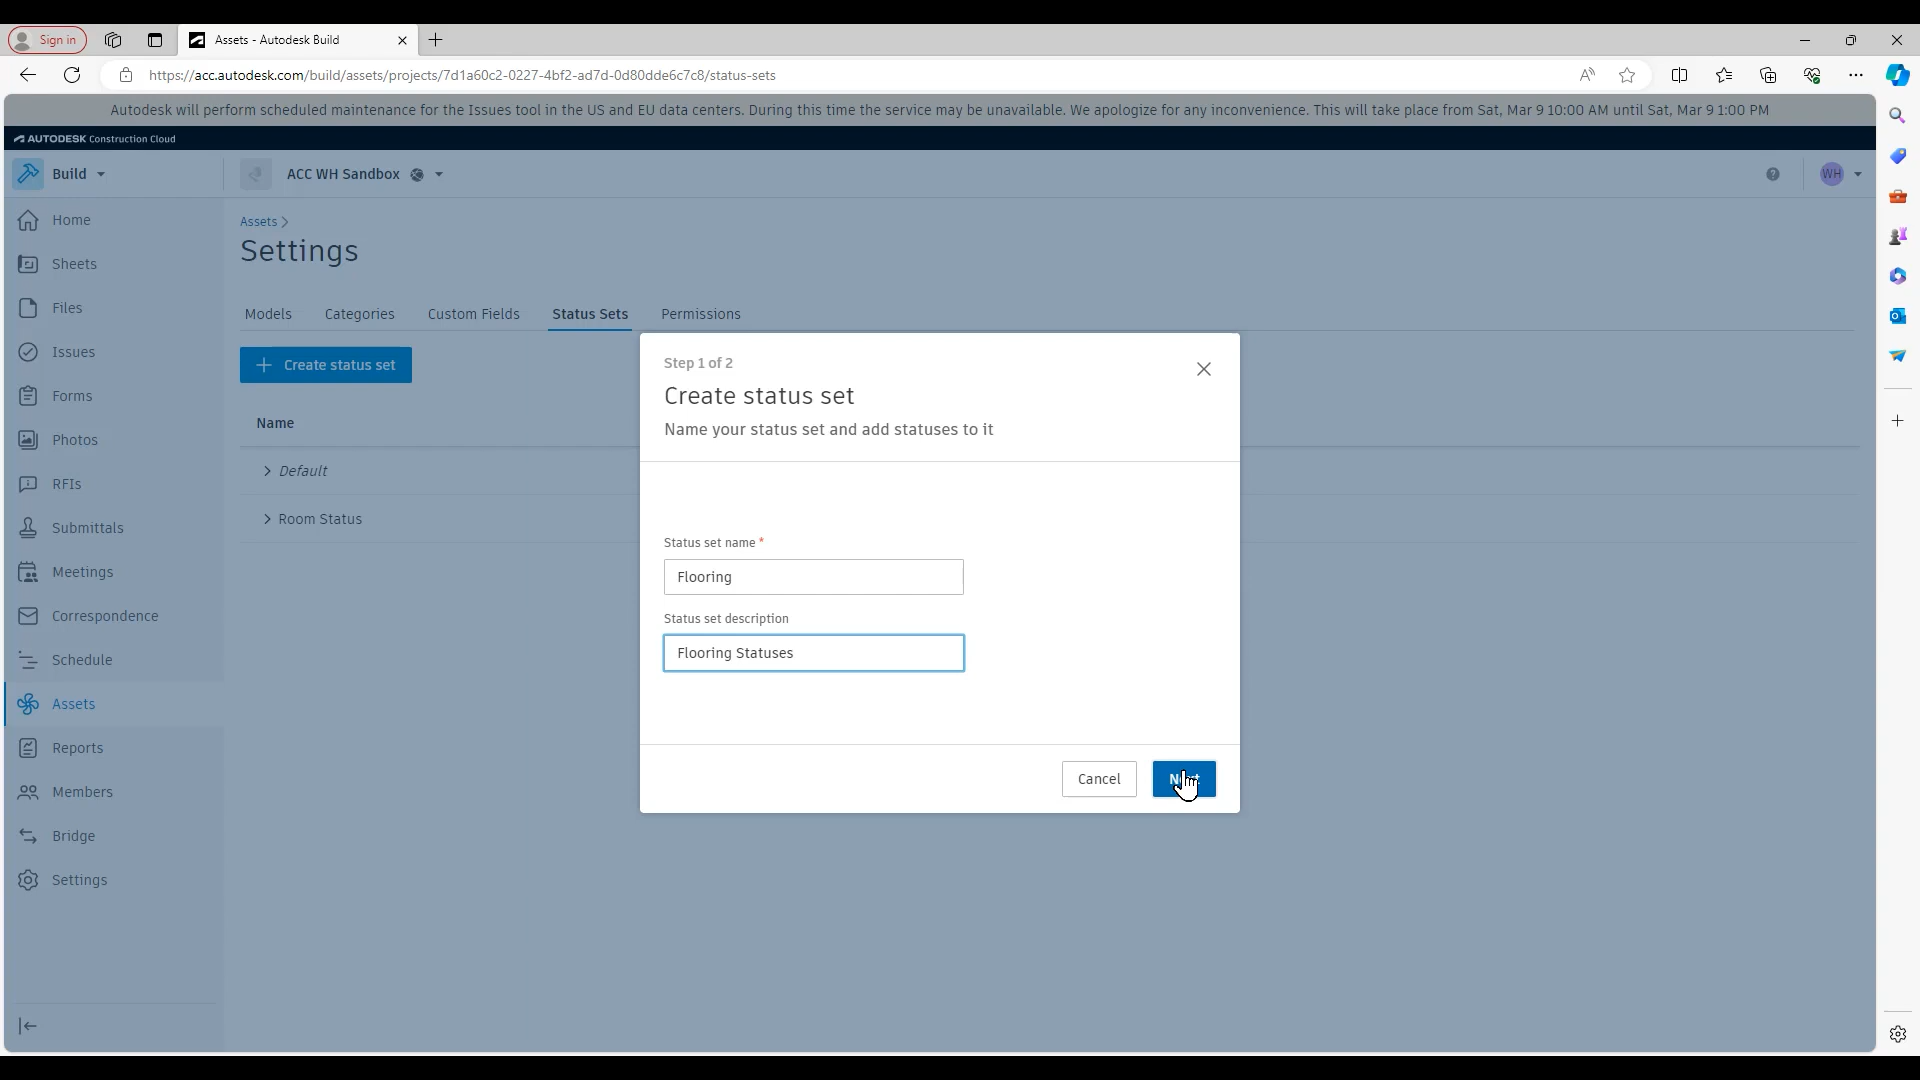 Sign in
Assets - Autodesk Build
https://acc.autodesk.com/build/assets/projects/7d1a60c2-0227-4bf2-ad7d-0d80dde6c7c8/status-sets
Autodesk will perform scheduled maintenance for the Issues tool in the US and EU data centers. During this time the service may be unavailable. We apologize for any inconvenience. This will take place from Sat, Mar 9 10:00 AM until Sat, Mar 9 1:00 PM
AUTODESK Construction Cloud
Build
ACC WH Sandbox
WH
Home
Sheets
Files
Issues
Forms
Photos
RFIs
Submittals
Meetings
Correspondence
Schedule
Assets
Reports
Members
Bridge
Settings
Assets
Settings
Models Categories Custom Fields Status Sets Permissions
Create status set
Name
Default
Room Status
Step 1 of 2
Create status set
Name your status set and add statuses to it
Status set name *
Flooring
Status set description
Flooring Statuses
Cancel